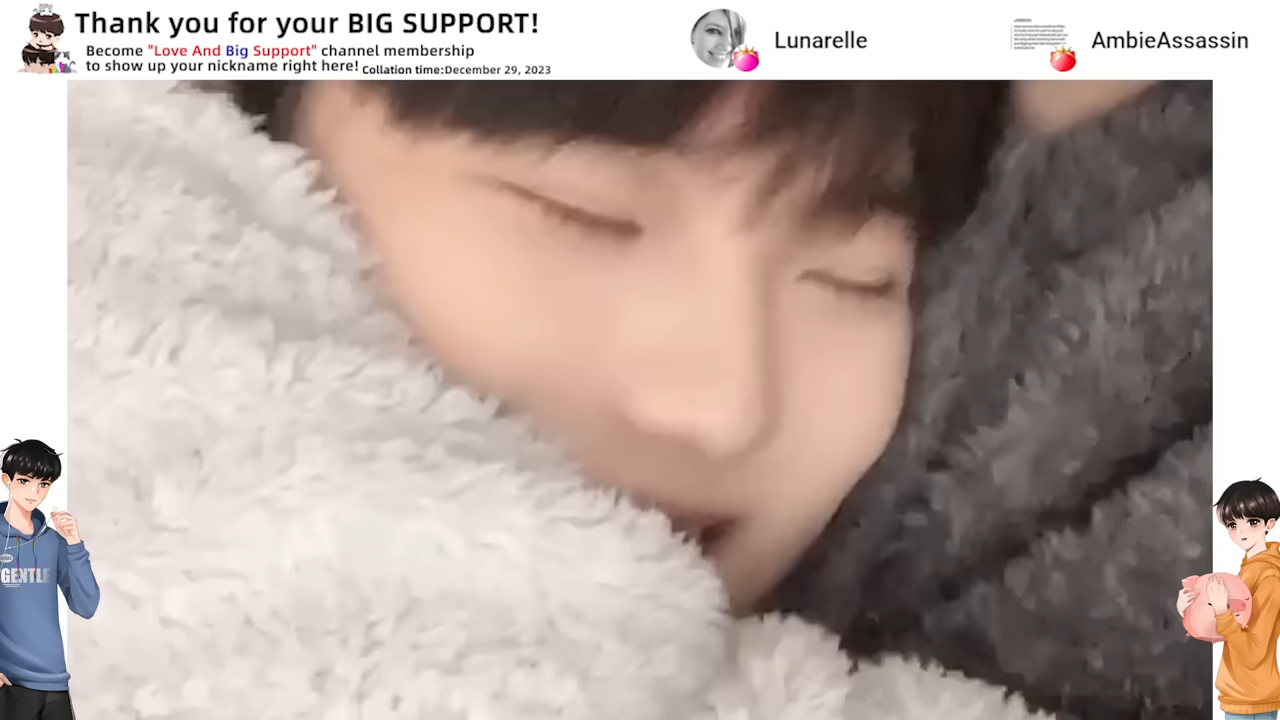 Thank you for your BIG SUPPORT!
Become "Love And Big Support" channel membership
to show up your nickname right here!
Collation time:December 29, 2023
Lunarelle
AmbieAssassin
GENTLE